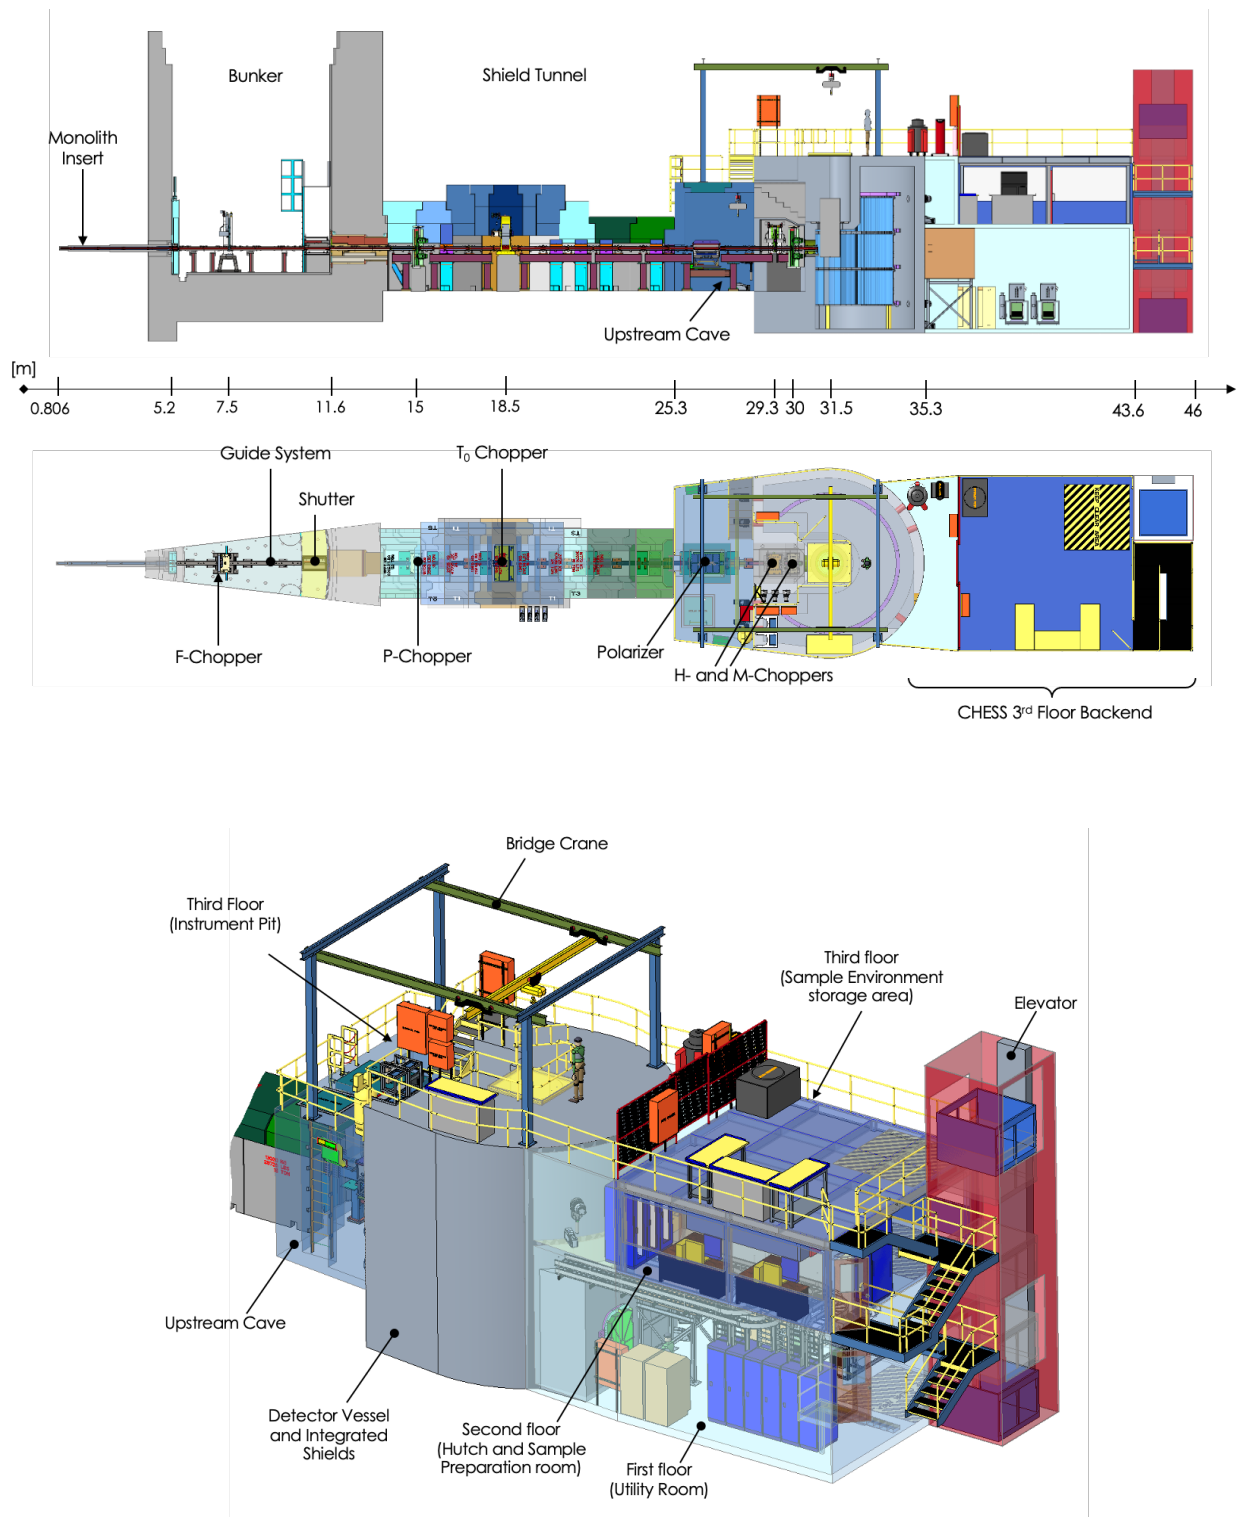 Bunker
Shield Tunnel
Monolith
Insert
Upstream Cave
[m]
0.806
5.2
7.5
11.6
15
18.5
25.3
29.3
30
31.5
35.3
43.6
46
Guide System
T0 Chopper
Shutter
F-Chopper
P-Chopper
Polarizer
H- and M-Choppers
CHESS 3rd Floor Backend
Bridge Crane
Third Floor
(Instrument Pit)
Third floor
(Sample Environment
storage area)
Elevator
Upstream Cave
Detector Vessel
and Integrated
Shields
Second floor
(Hutch and Sample
Preparation room)
First floor
(Utility Room)